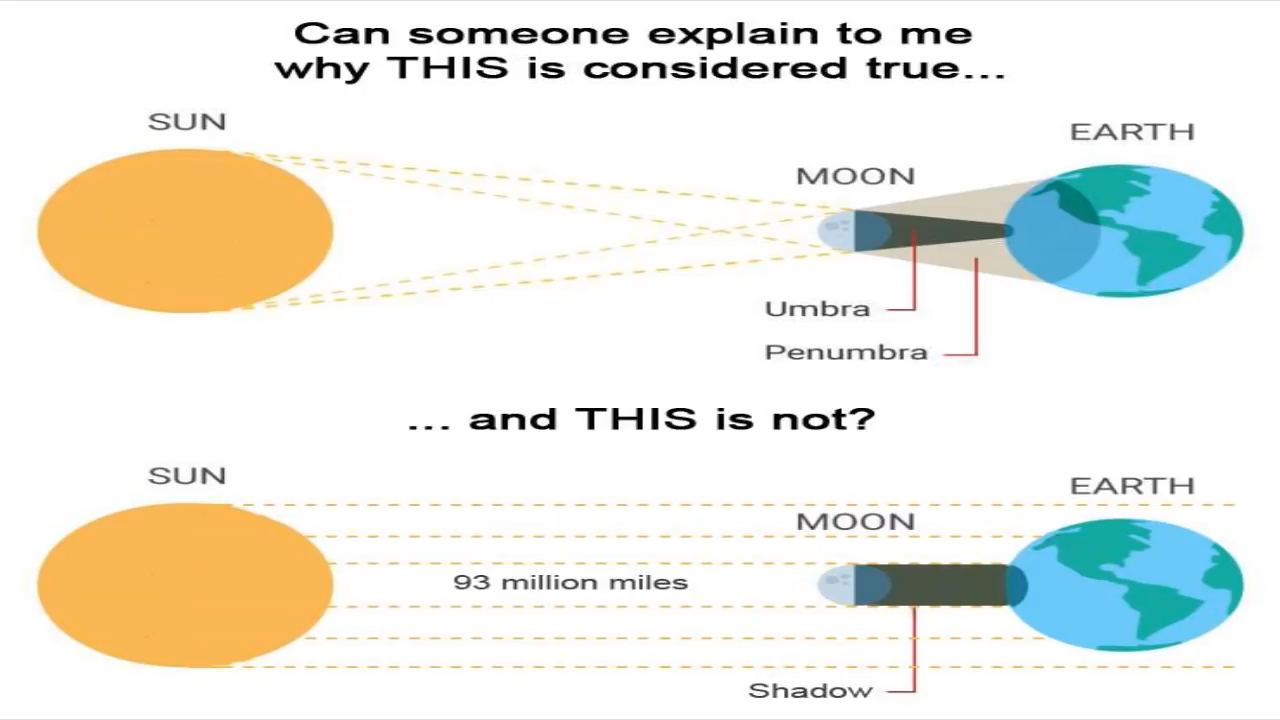 Can someone explain to me
why THIS is considered true...
SUN
EARTH
MOON
Umbra
Penumbra
... and THIS is not?
SUN
EARTH
MOON
93 million miles
Shadow